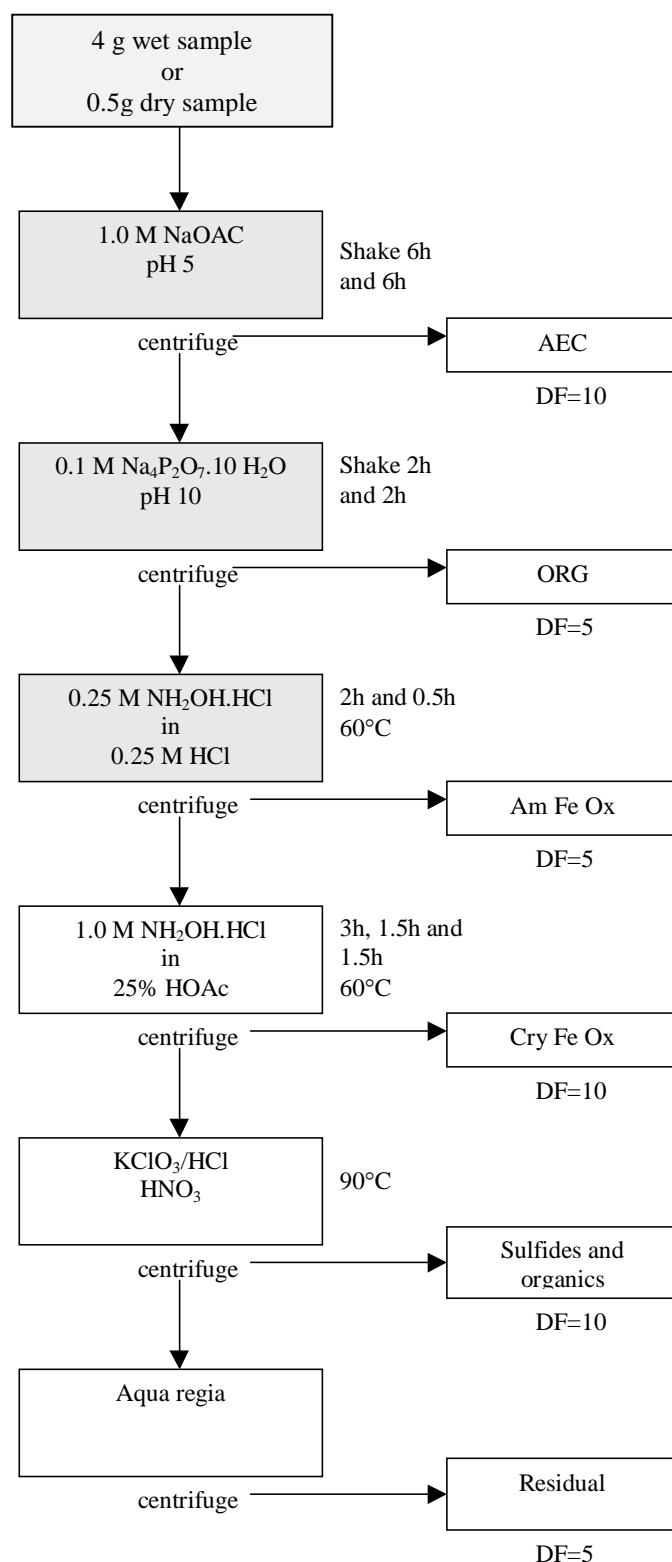 4 g wet sample
or
0.5g dry sample
1.0 M NaOAC
pH 5
Shake 6h
and 6h
centrifuge
AEC
DF=10
0.1 M Na₄P₂O₇.10 H₂O
pH 10
Shake 2h
and 2h
centrifuge
ORG
DF=5
0.25 M NH₂OH.HCl
in
0.25 M HCl
2h and 0.5h
60°C
centrifuge
Am Fe Ox
DF=5
1.0 M NH₂OH.HCl
in
25% HOAc
3h, 1.5h and
1.5h
60°C
centrifuge
Cry Fe Ox
DF=10
KClO₃/HCl
HNO₃
90°C
centrifuge
Sulfides and
organics
DF=10
Aqua regia
centrifuge
Residual
DF=5